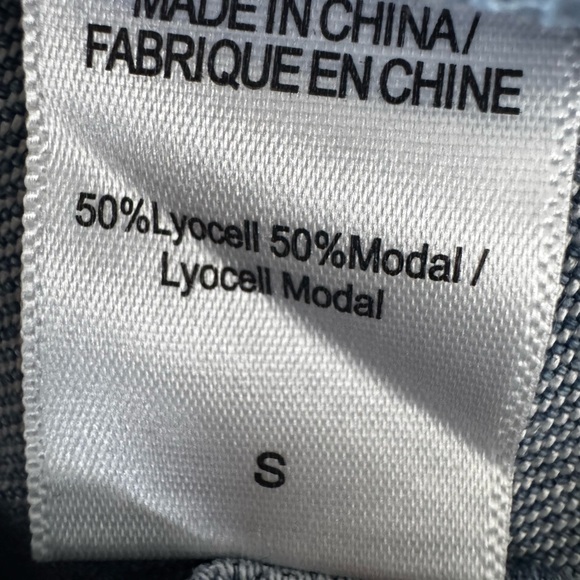 MADE IN CHINA/
FABRIQUE EN CHINE
50%Lyocell 50%Modal /
Lyocell Modal
S